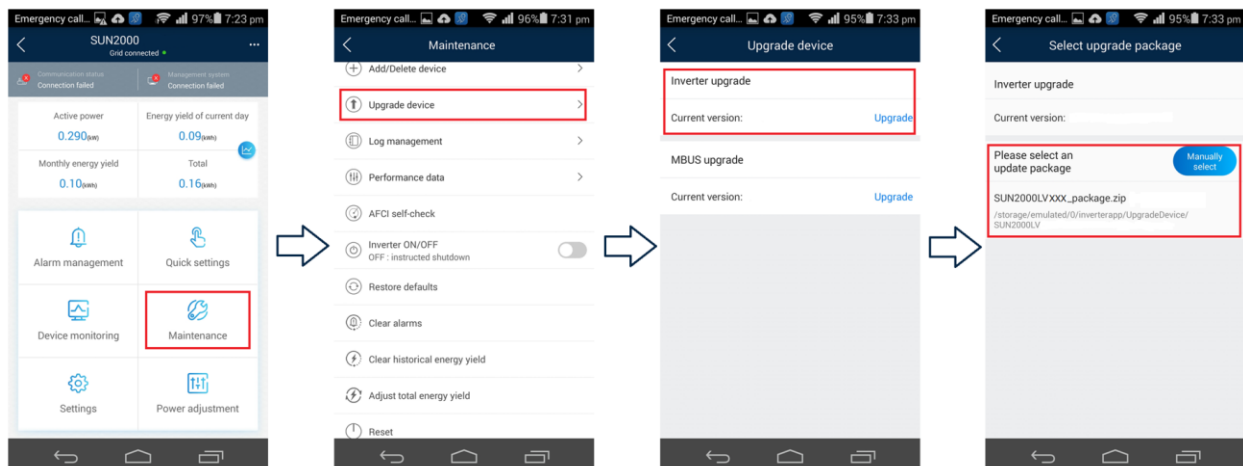 Emergency call... 97% 7:23 pm
SUN2000
Grid connected
Communication status
Connection failed
Management system
Connection failed
Active power
0.290(kW)
Energy yield of current day
0.09(kWh)
Monthly energy yield
0.10(kWh)
Total
0.16(kWh)
Alarm management
Quick settings
Device monitoring
Maintenance
Settings
Power adjustment
Emergency call... 96% 7:31 pm
Maintenance
Add/Delete device
Upgrade device
Log management
Performance data
AFCI self-check
Inverter ON/OFF
OFF : instructed shutdown
Restore defaults
Clear alarms
Clear historical energy yield
Adjust total energy yield
Reset
Emergency call... 95% 7:33 pm
Upgrade device
Inverter upgrade
Current version: Upgrade
MBUS upgrade
Current version: Upgrade
Emergency call... 95% 7:33 pm
Select upgrade package
Inverter upgrade
Current version:
Please select an
update package
Manually
select
SUN2000LVXXX_package.zip
/storage/emulated/0/inverterapp/UpgradeDevice/
SUN2000LV